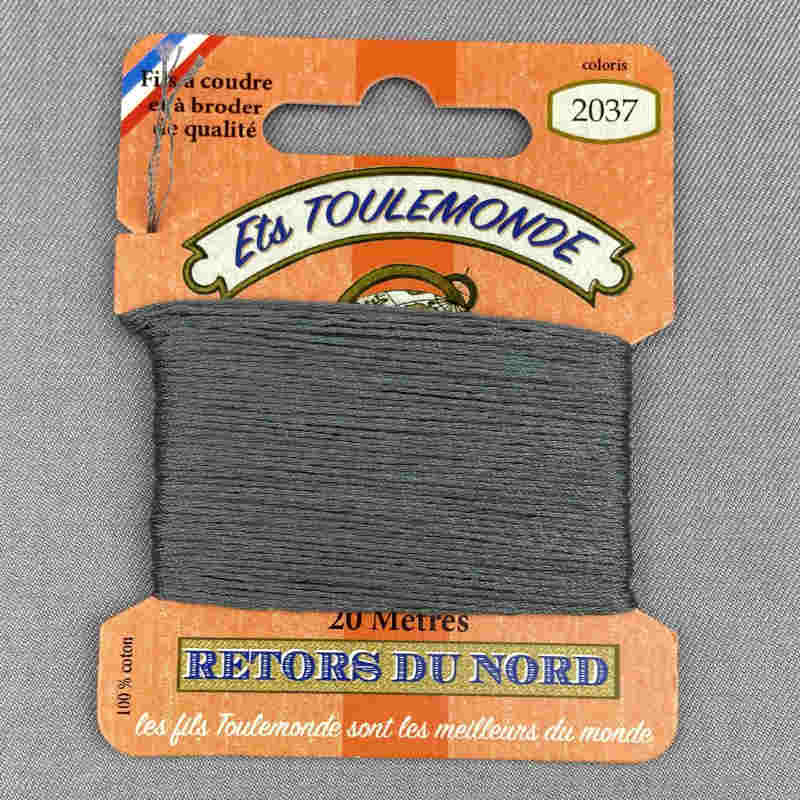 Fils à coudre
et à broder
de qualité
coloris
2037
Ets TOULEMONDE
20 Mètres
RETORS DU NORD
100 % coton
les fils Toulemonde sont les meilleurs du monde